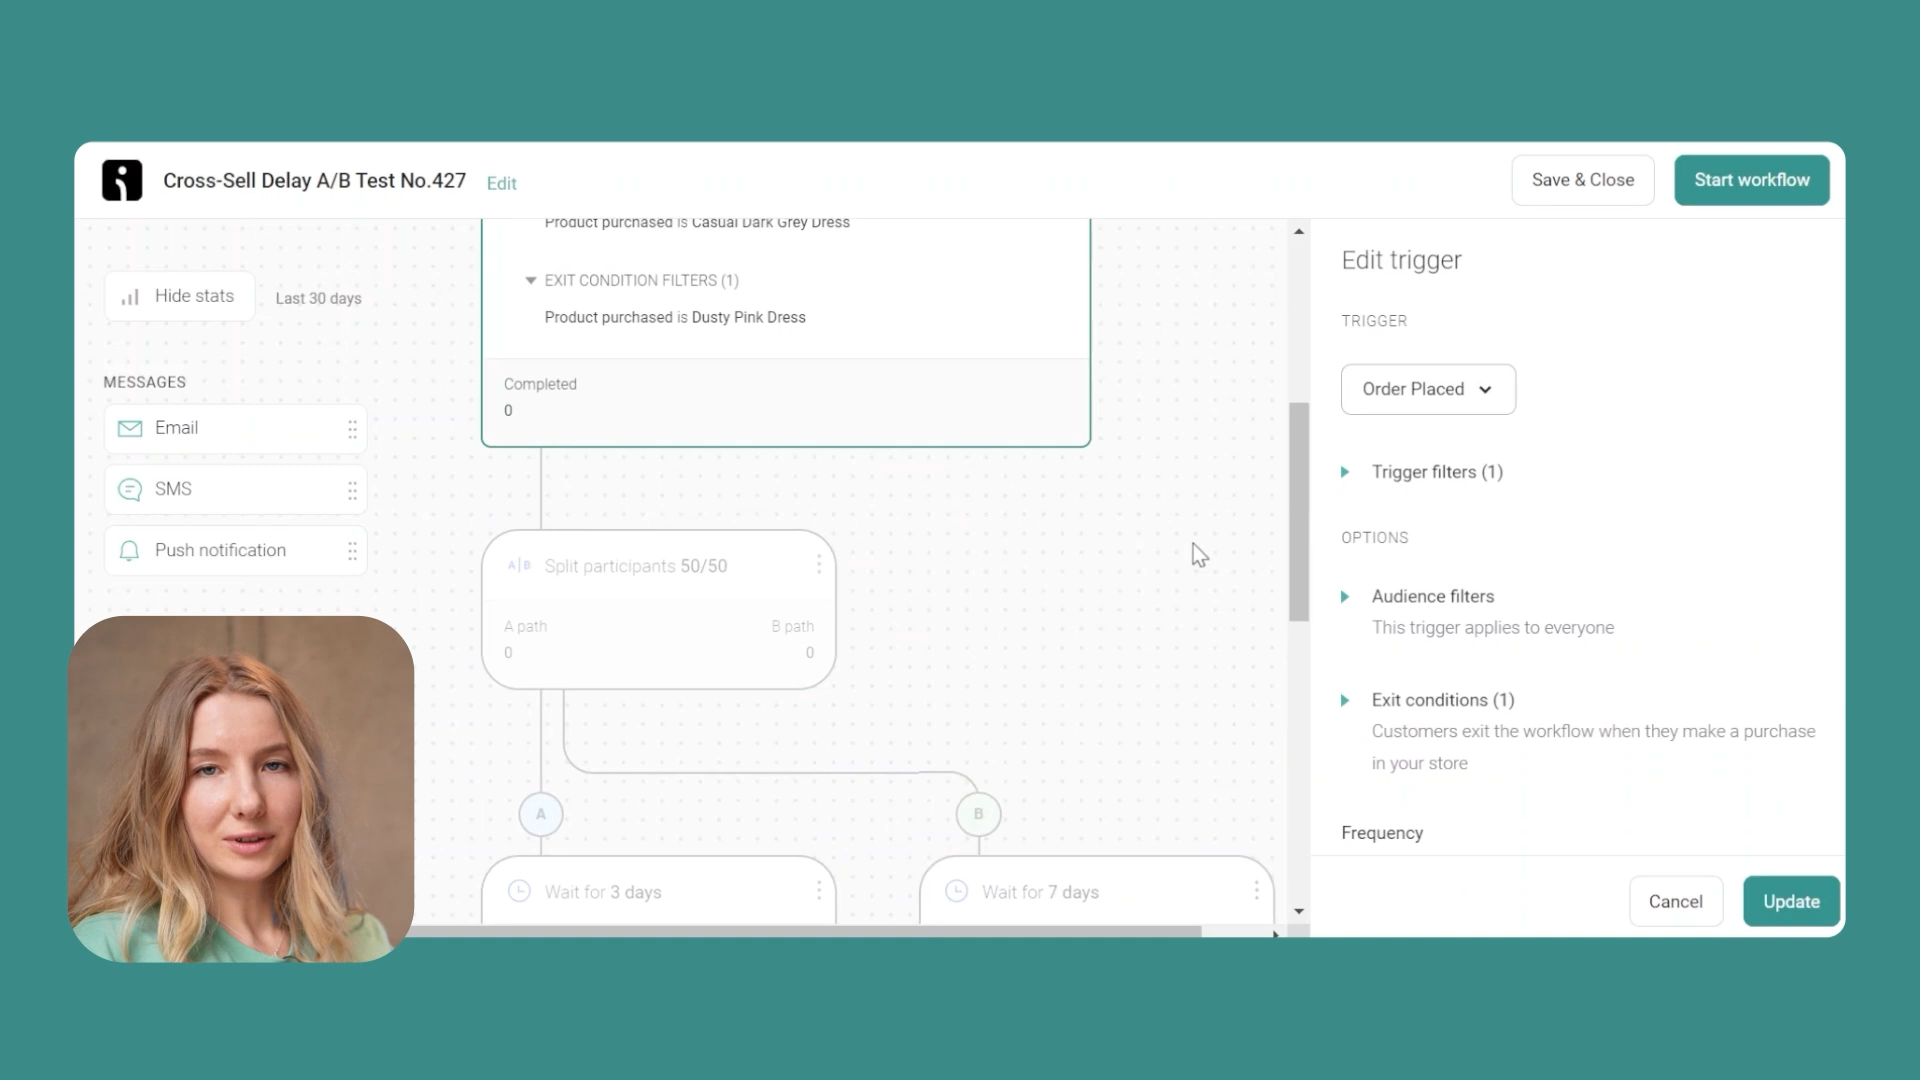 Cross-Sell Delay A/B Test No.427
Edit
Save & Close
Start workflow
Hide stats
Last 30 days
MESSAGES
Email
SMS
Push notification
Product purchased is Casual Dark Grey Dress
EXIT CONDITION FILTERS (1)
Product purchased is Dusty Pink Dress
Completed
0
A|B Split participants 50/50
A path
B path
0
0
A
B
Wait for 3 days
Wait for 7 days
Edit trigger
TRIGGER
Order Placed
Trigger filters (1)
OPTIONS
Audience filters
This trigger applies to everyone
Exit conditions (1)
Customers exit the workflow when they make a purchase
in your store
Frequency
Cancel
Update